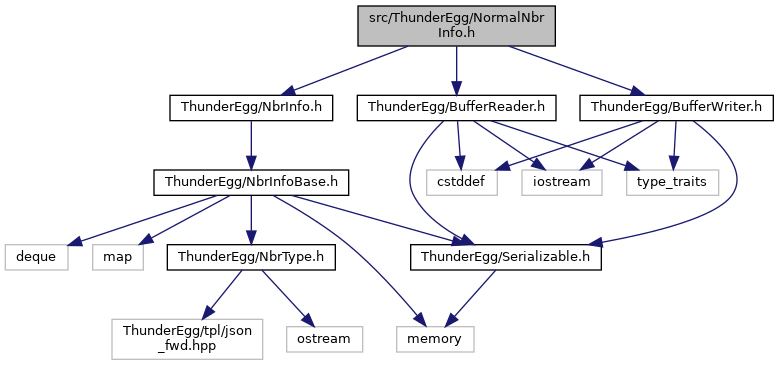 src/ThunderEgg/NormalNbr
Info.h
ThunderEgg/NbrInfo.h
ThunderEgg/BufferReader.h
ThunderEgg/BufferWriter.h
ThunderEgg/NbrInfoBase.h
cstddef
iostream
type_traits
deque
map
ThunderEgg/NbrType.h
ThunderEgg/Serializable.h
ThunderEgg/tpl/json
_fwd.hpp
ostream
memory